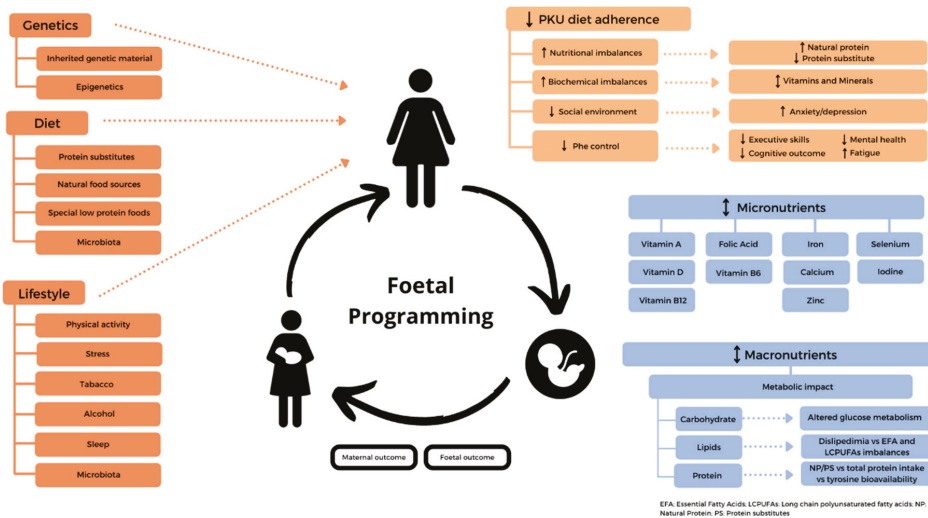 Genetics
Inherited genetic material
Epigenetics
Diet
Protein substitutes
Natural food sources
Special low protein foods
Microbiota
Lifestyle
Physical activity
Stress
Tabacco
Alcohol
Sleep
Microbiota
Foetal
Programming
Maternal outcome
Foetal outcome
↓ PKU diet adherence
↑ Nutritional imbalances
↑ Natural protein
↓ Protein substitute
↑ Biochemical imbalances
↕ Vitamins and Minerals
↓ Social environment
↑ Anxiety/depression
↓ Phe control
↓ Executive skills ↓ Mental health
↓ Cognitive outcome ↑ Fatigue
↕ Micronutrients
Vitamin A
Vitamin D
Vitamin B12
Folic Acid
Vitamin B6
Iron
Calcium
Zinc
Selenium
Iodine
↕ Macronutrients
Metabolic impact
Carbohydrate
Altered glucose metabolism
Lipids
Dislipedimia vs EFA and
LCPUFAs imbalances
Protein
NP/PS vs total protein intake
vs tyrosine bioavailability
EFA: Essential Fatty Acids; LCPUFAs: Long chain polyunsaturated fatty acids; NP:
Natural Protein; PS: Protein substitutes